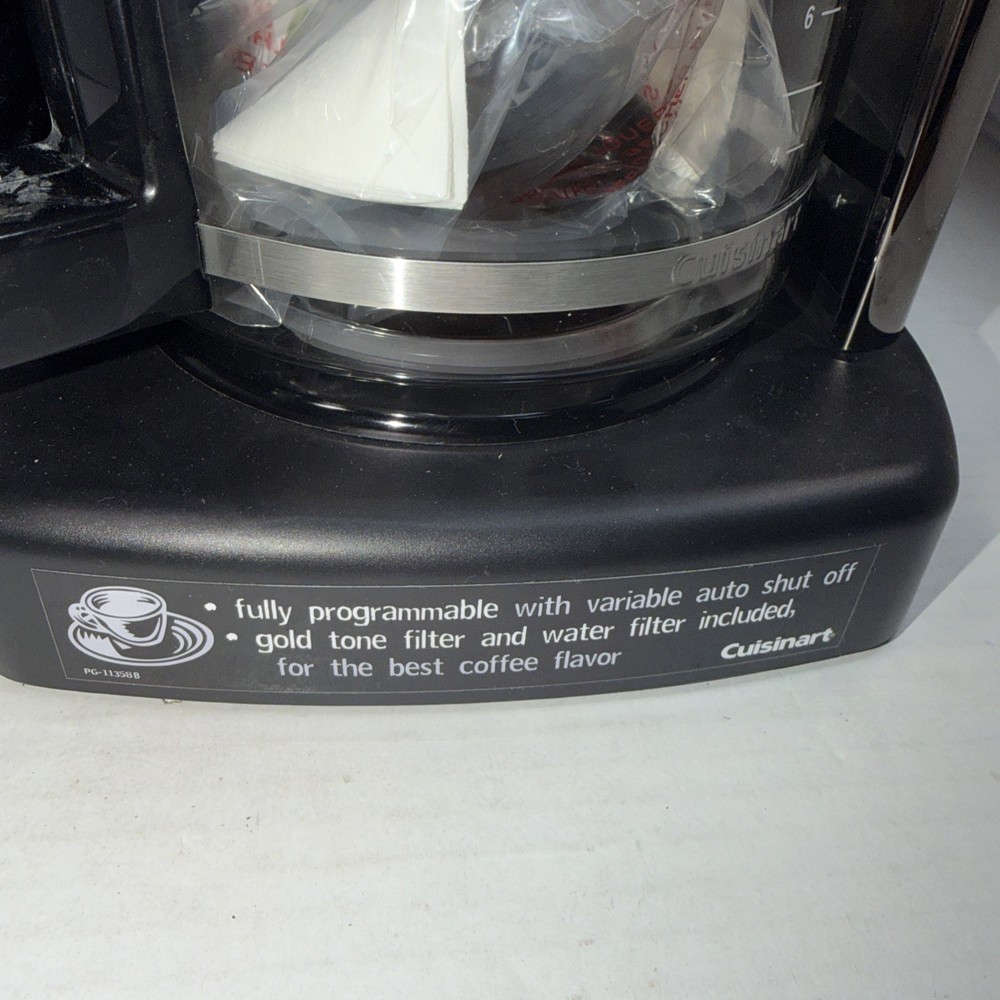 6
4
Cuisinart
• fully programmable with variable auto shut off
• gold tone filter and water filter included,
for the best coffee flavor
Cuisinart
PG-11358B